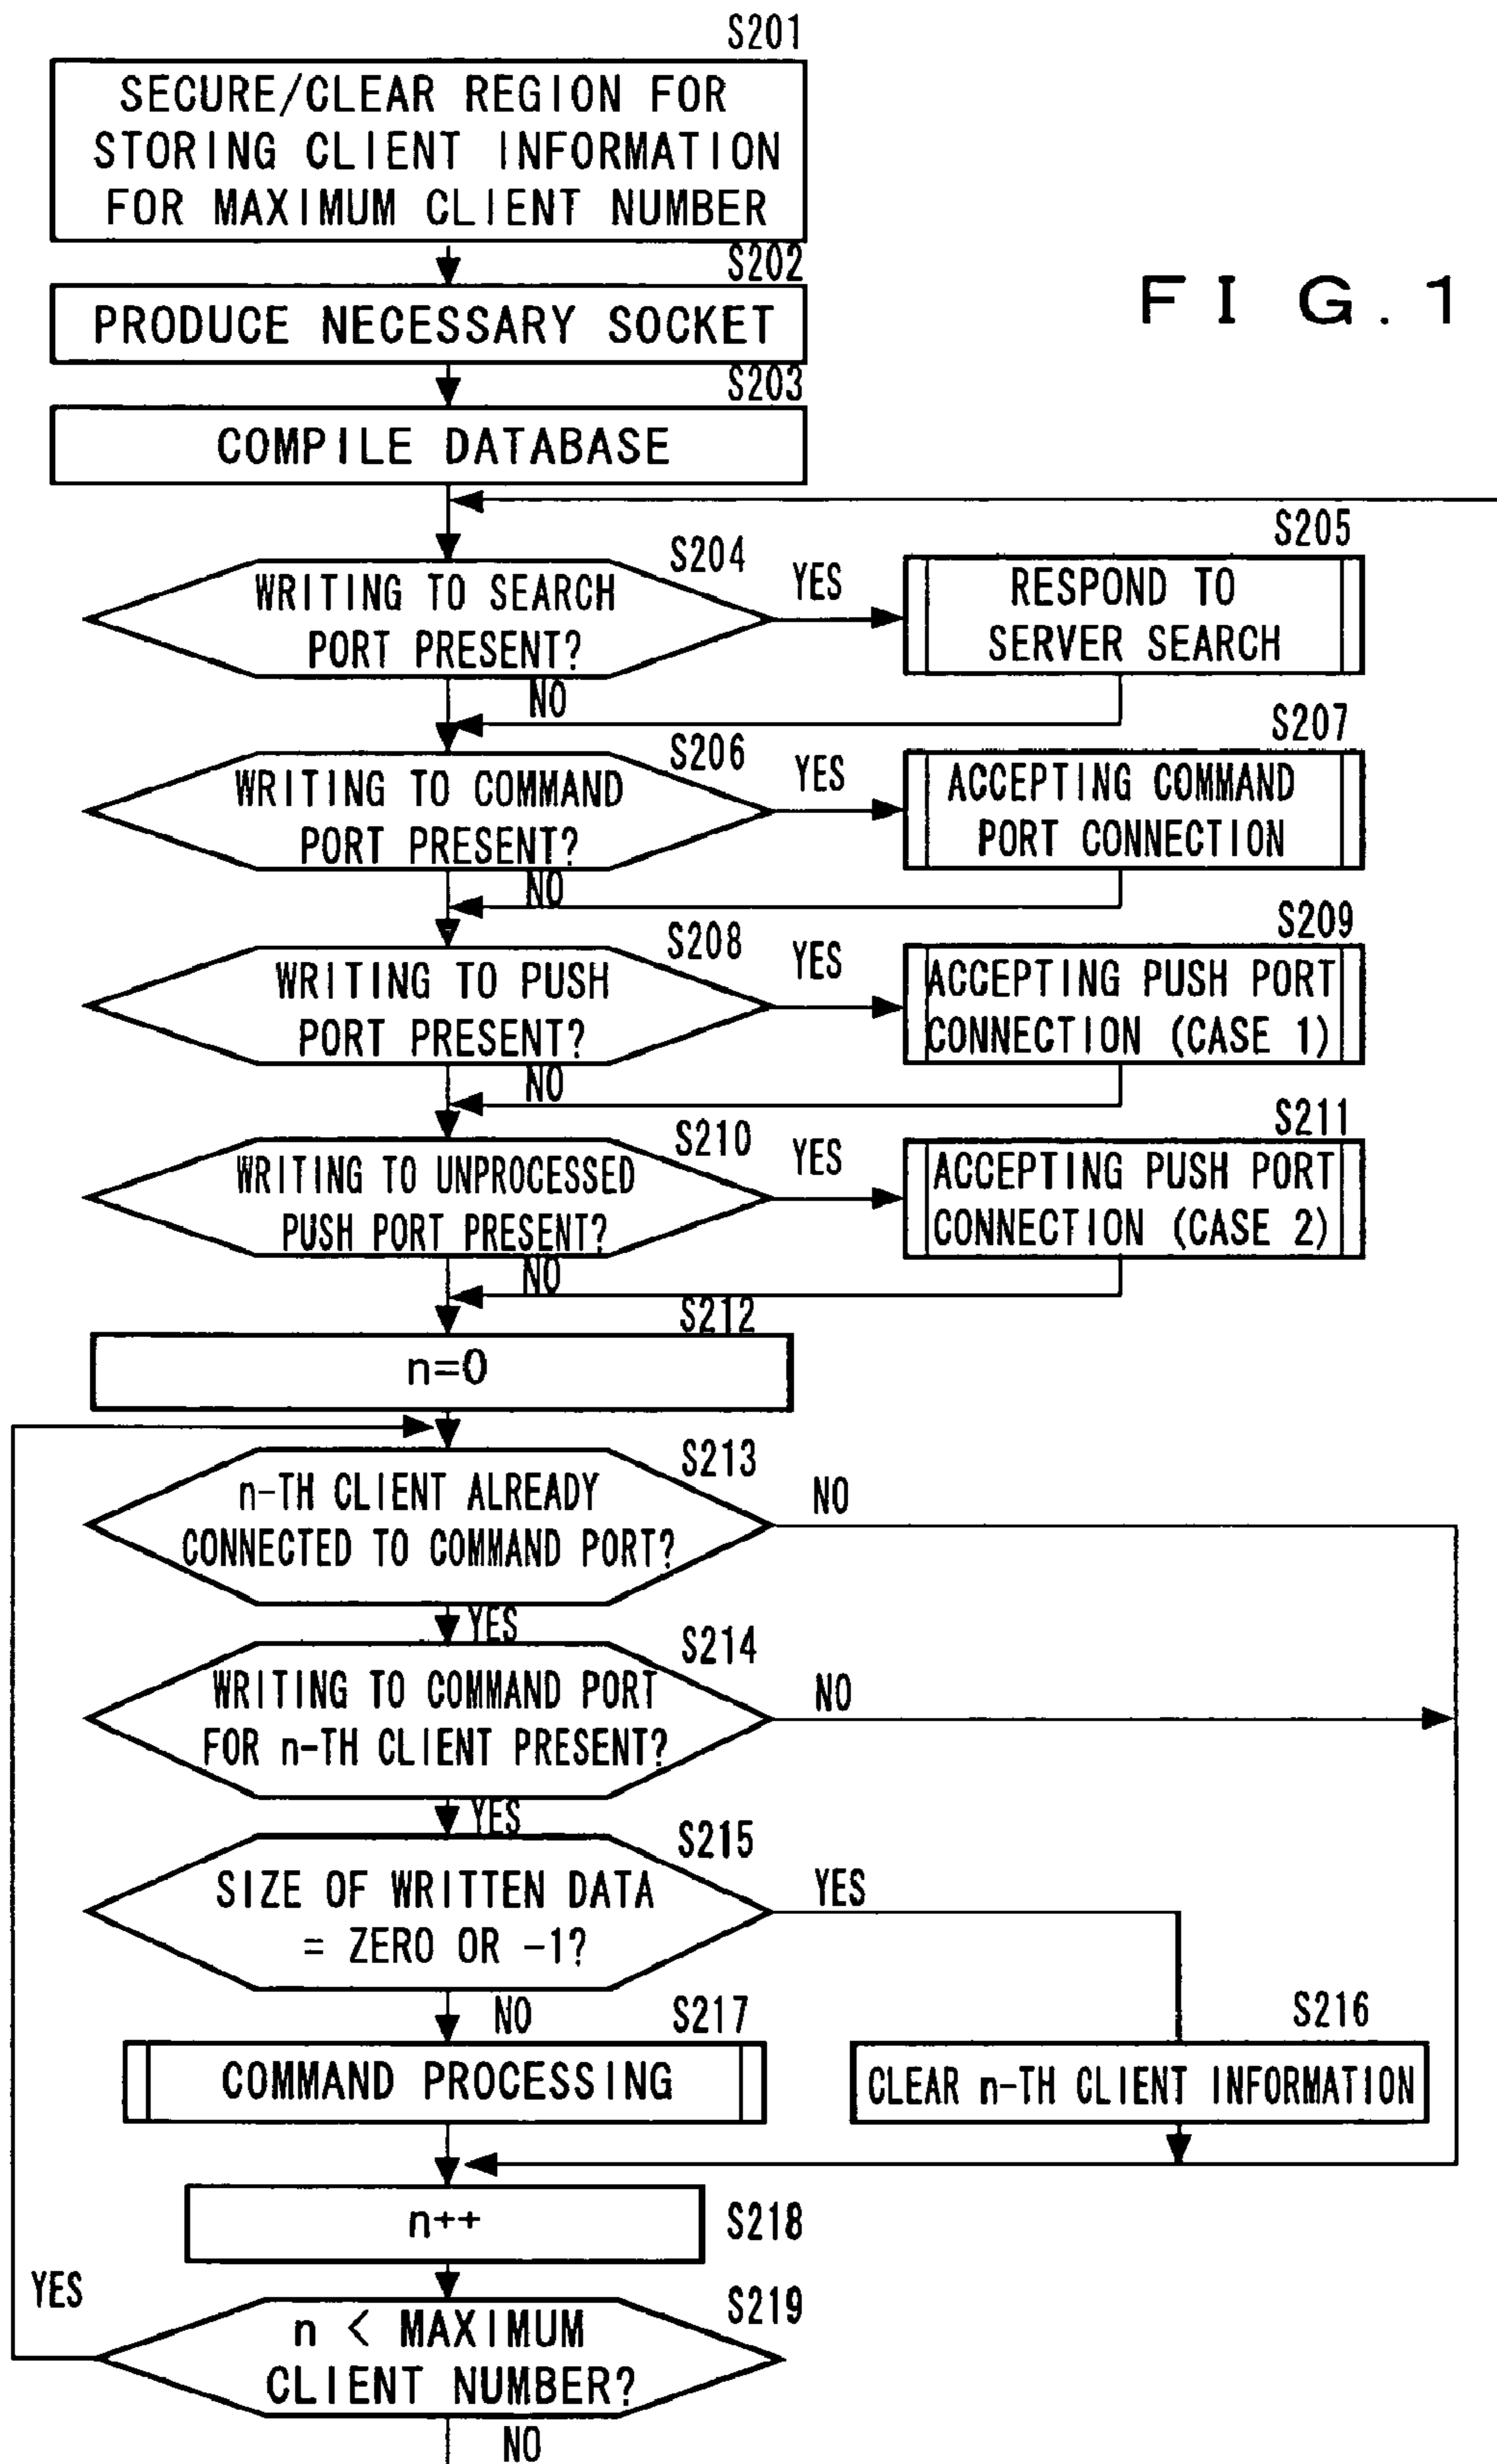 S201
SECURE/CLEAR REGION FOR
STORING CLIENT INFORMATION
FOR MAXIMUM CLIENT NUMBER
S202
PRODUCE NECESSARY SOCKET
FIG.1
S203
COMPILE DATABASE
S204
WRITING TO SEARCH
PORT PRESENT?
YES
S205
RESPOND TO
SERVER SEARCH
NO
S206
WRITING TO COMMAND
PORT PRESENT?
YES
S207
ACCEPTING COMMAND
PORT CONNECTION
NO
S208
WRITING TO PUSH
PORT PRESENT?
YES
S209
ACCEPTING PUSH PORT
CONNECTION (CASE 1)
NO
S210
WRITING TO UNPROCESSED
PUSH PORT PRESENT?
YES
S211
ACCEPTING PUSH PORT
CONNECTION (CASE 2)
NO
S212
n=0
S213
n-TH CLIENT ALREADY
CONNECTED TO COMMAND PORT?
NO
YES
S214
WRITING TO COMMAND PORT
FOR n-TH CLIENT PRESENT?
NO
YES
S215
SIZE OF WRITTEN DATA
= ZERO OR -1?
YES
NO
S217
COMMAND PROCESSING
S216
CLEAR n-TH CLIENT INFORMATION
n++
S218
YES
S219
n < MAXIMUM
CLIENT NUMBER?
NO